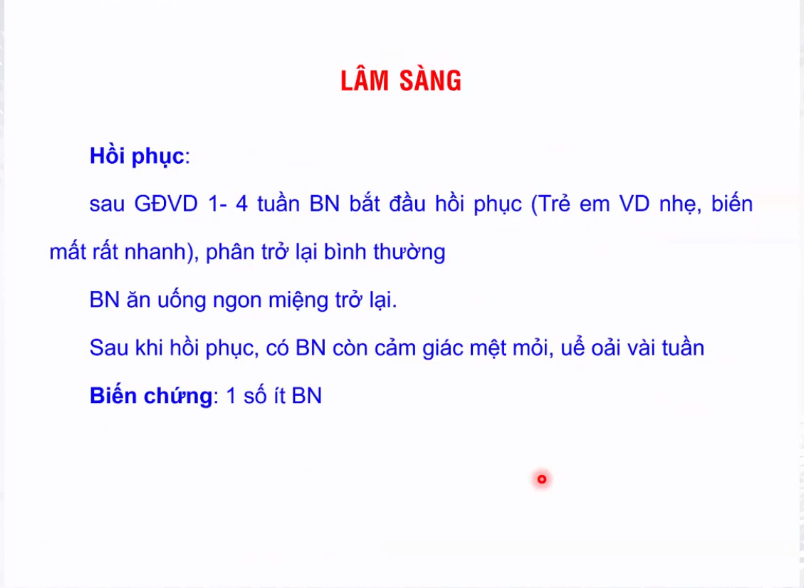 LÂM SÀNG
Hồi phục:
sau GĐVD 1- 4 tuần BN bắt đầu hồi phục (Trẻ em VD nhẹ, biến
mất rất nhanh), phân trở lại bình thường
BN ăn uống ngon miệng trở lại.
Sau khi hồi phục, có BN còn cảm giác mệt mỏi, uể oải vài tuần
Biến chứng: 1 số ít BN